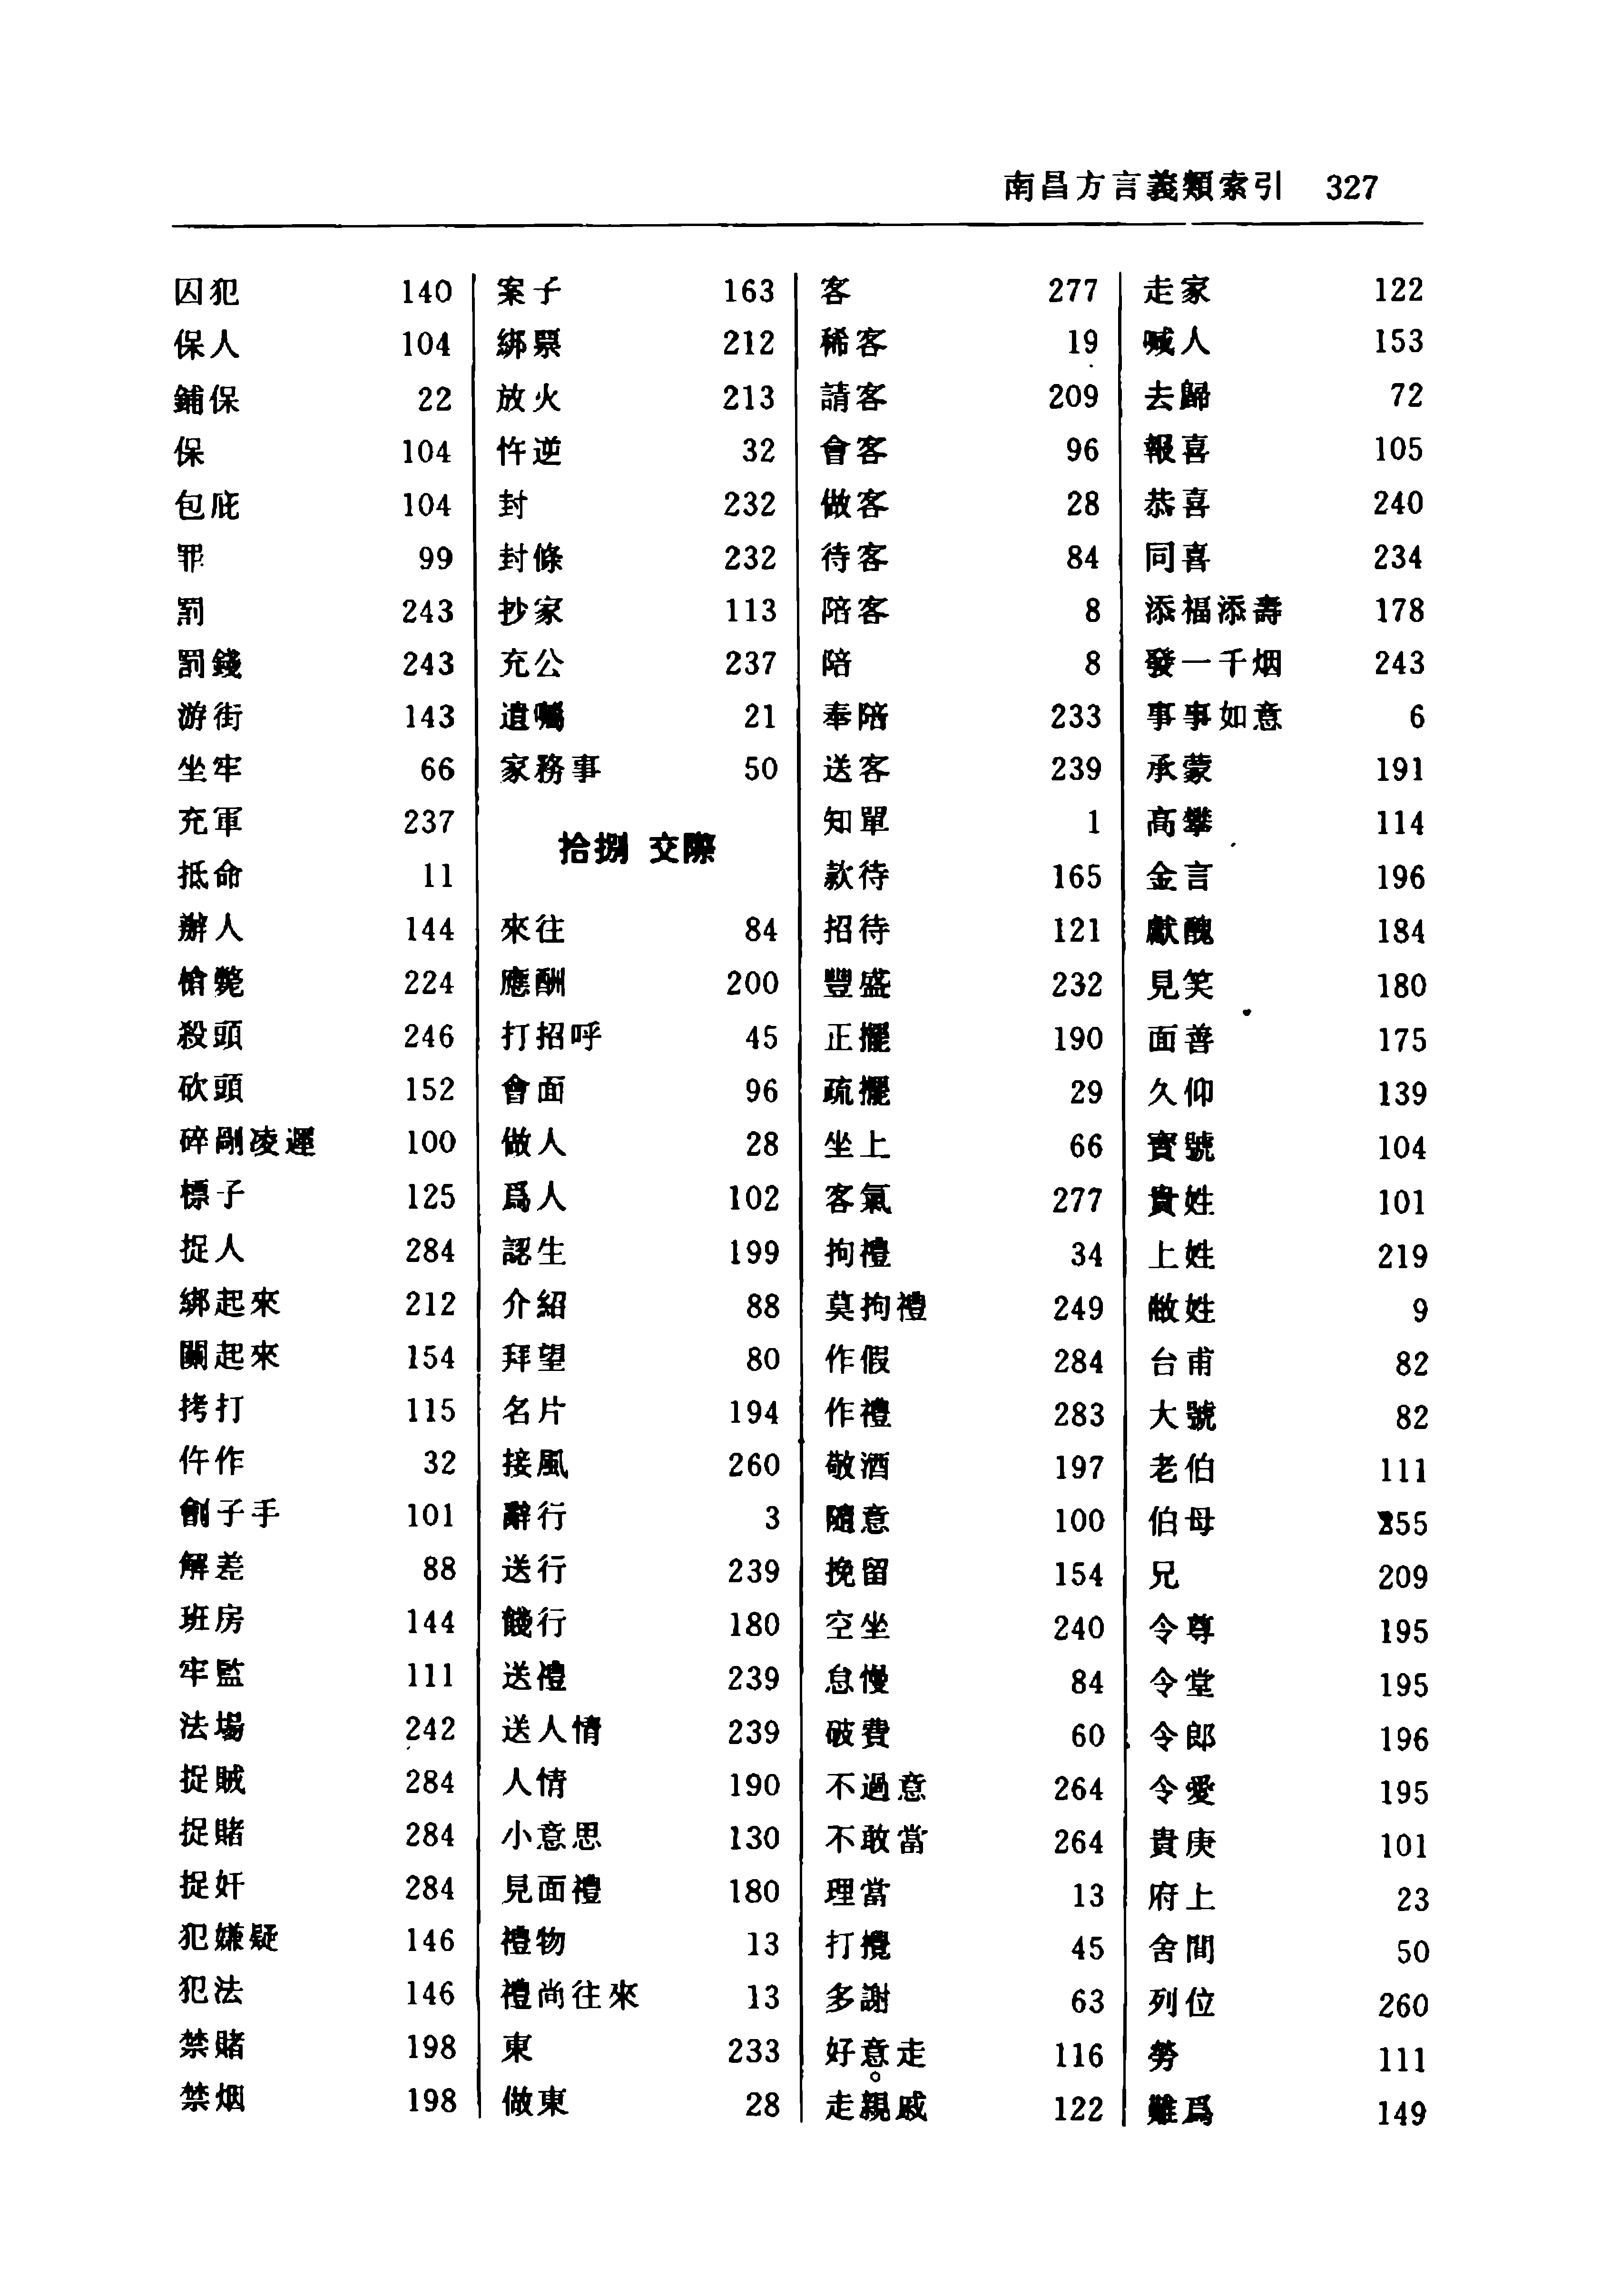 南昌方言義類索引 327
囚犯 140
保人 104
鋪保 22
保 104
包庇 104
罪 99
罰 243
罰錢 243
游街 143
坐牢 66
充軍 237
抵命 11
辦人 144
槍斃 224
殺頭 246
砍頭 152
碎剮凌遲 100
標子 125
捉人 284
綁起來 212
關起來 154
拷打 115
仵作 32
劊子手 101
解差 88
班房 144
牢監 111
法場 242
捉賊 284
捉賭 284
捉奸 284
犯嫌疑 146
犯法 146
禁賭 198
禁烟 198
案子 163
綁票 212
放火 213
忤逆 32
封 232
封條 232
抄家 113
充公 237
遺囑 21
家務事 50
拾捌 交際
來往 84
應酬 200
打招呼 45
會面 96
做人 28
爲人 102
認生 199
介紹 88
拜望 80
名片 194
接風 260
辭行 3
送行 239
餞行 180
送禮 239
送人情 239
人情 190
小意思 130
見面禮 180
禮物 13
禮尚往來 13
東 233
做東 28
客 277
稀客 19
請客 209
會客 96
做客 28
待客 84
陪客 8
陪 8
奉陪 233
送客 239
知單 1
款待 165
招待 121
豐盛 232
正擺 190
疏擺 29
坐上 66
客氣 277
拘禮 34
莫拘禮 249
作假 284
作禮 283
敬酒 197
隨意 100
挽留 154
空坐 240
怠慢 84
破費 60
不過意 264
不敢當 264
理當 13
打攪 45
多謝 63
好意走 116
走親戚 122
走家 122
喊人 153
去歸 72
報喜 105
恭喜 240
同喜 234
添福添壽 178
發一千烟 243
事事如意 6
承蒙 191
高攀 114
金言 196
獻醜 184
見笑 180
面善 175
久仰 139
寶號 104
貴姓 101
上姓 219
敝姓 9
台甫 82
大號 82
老伯 111
伯母 255
兄 209
令尊 195
令堂 195
令郎 196
令愛 195
貴庚 101
府上 23
舍間 50
列位 260
勞 111
難爲 149